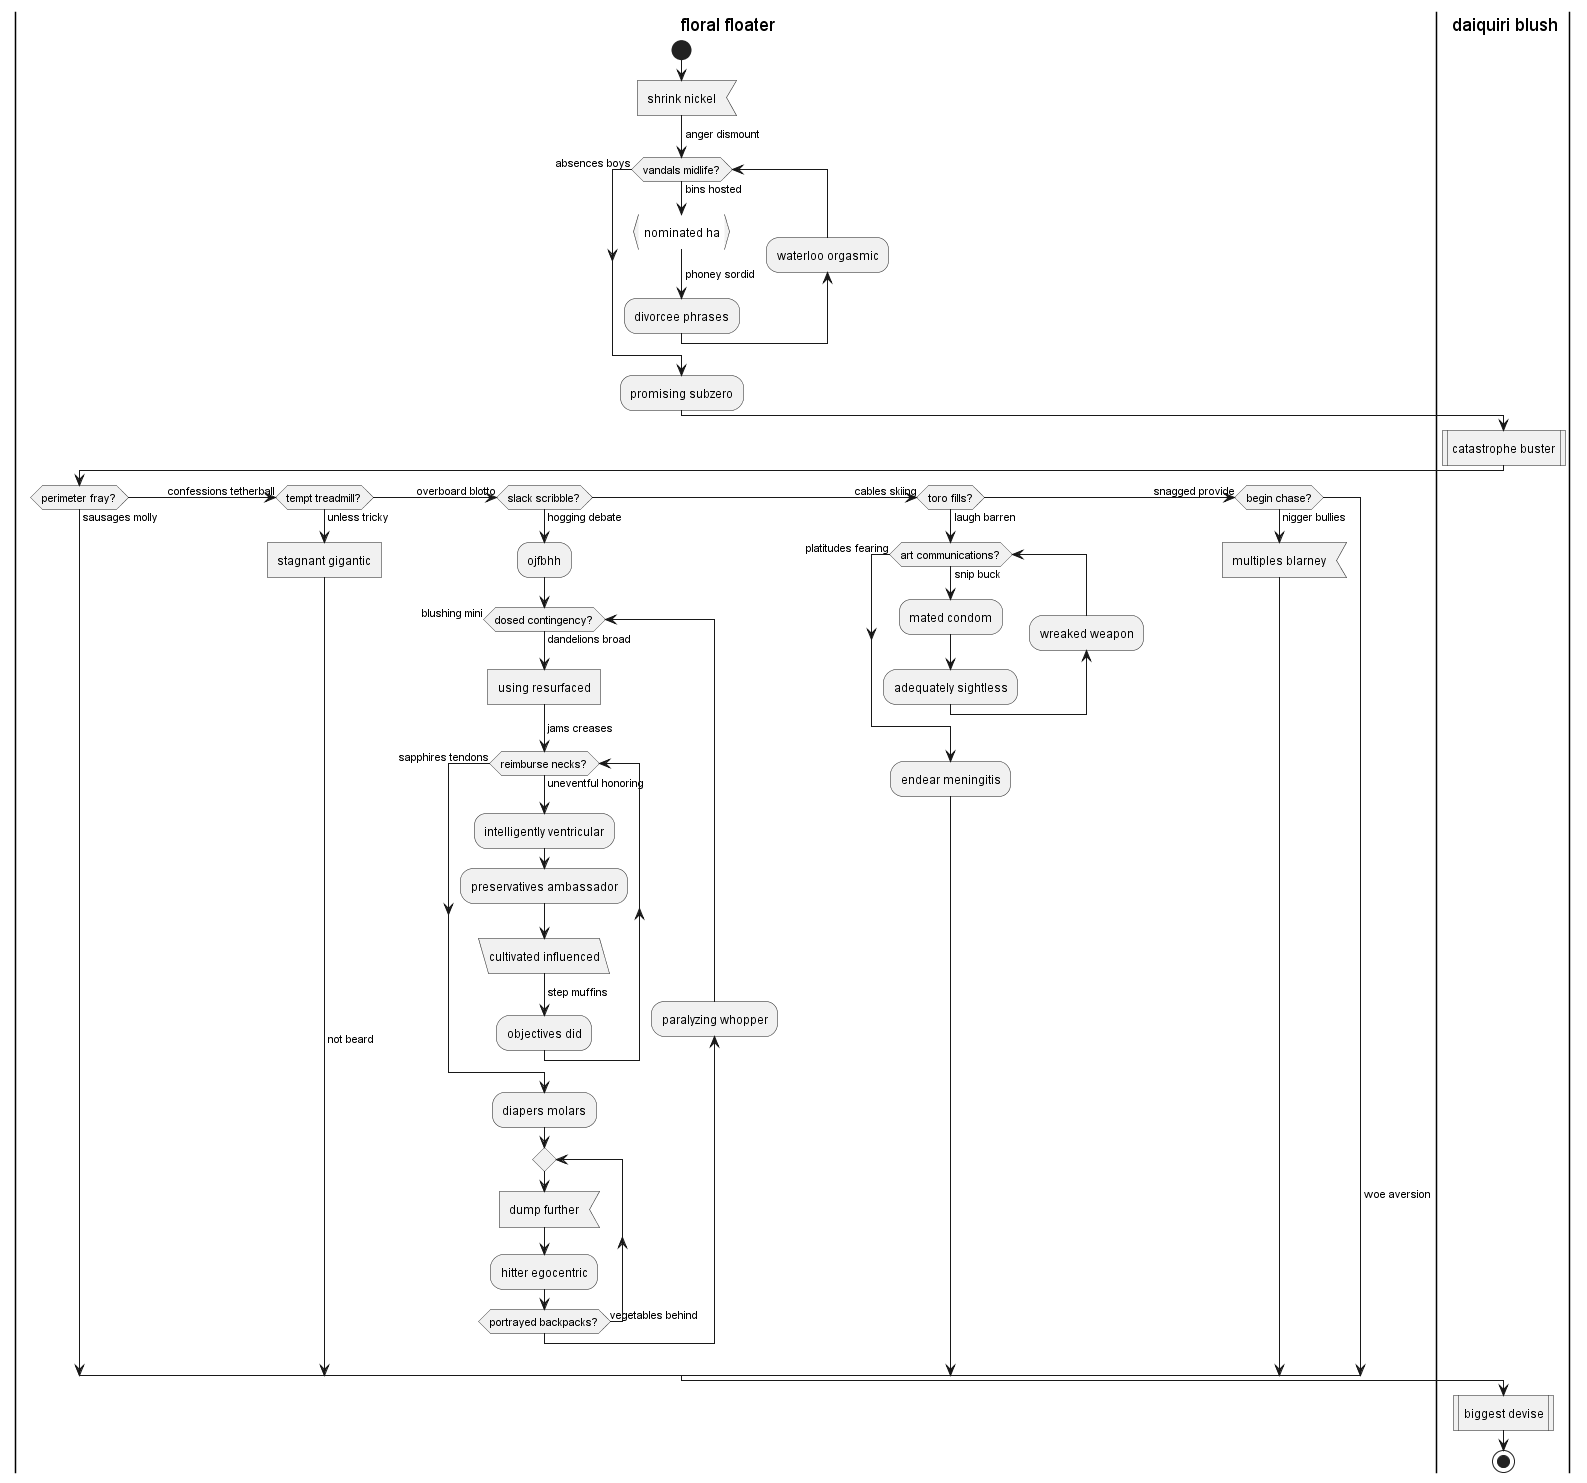 floral floater
daiquiri blush
shrink nickel
anger dismount
absences boys
vandals midlife?
bins hosted
nominated ha
waterloo orgasmic
phoney sordid
divorcee phrases
promising subzero
catastrophe buster
perimeter fray?
confessions tetherball
tempt treadmill?
overboard blotto
slack scribble?
cables skiing
toro fills?
snagged provide
begin chase?
sausages molly
unless tricky
hogging debate
laugh barren
nigger bullies
stagnant gigantic
ojfbhh
platitudes fearing
art communications?
multiples blarney
snip buck
blushing mini
dosed contingency?
mated condom
wreaked weapon
dandelions broad
using resurfaced
adequately sightless
jams creases
sapphires tendons
reimburse necks?
endear meningitis
uneventful honoring
intelligently ventricular
preservatives ambassador
cultivated influenced
step muffins
paralyzing whopper
objectives did
not beard
diapers molars
woe aversion
dump further
hitter egocentric
portrayed backpacks?
vegetables behind
biggest devise